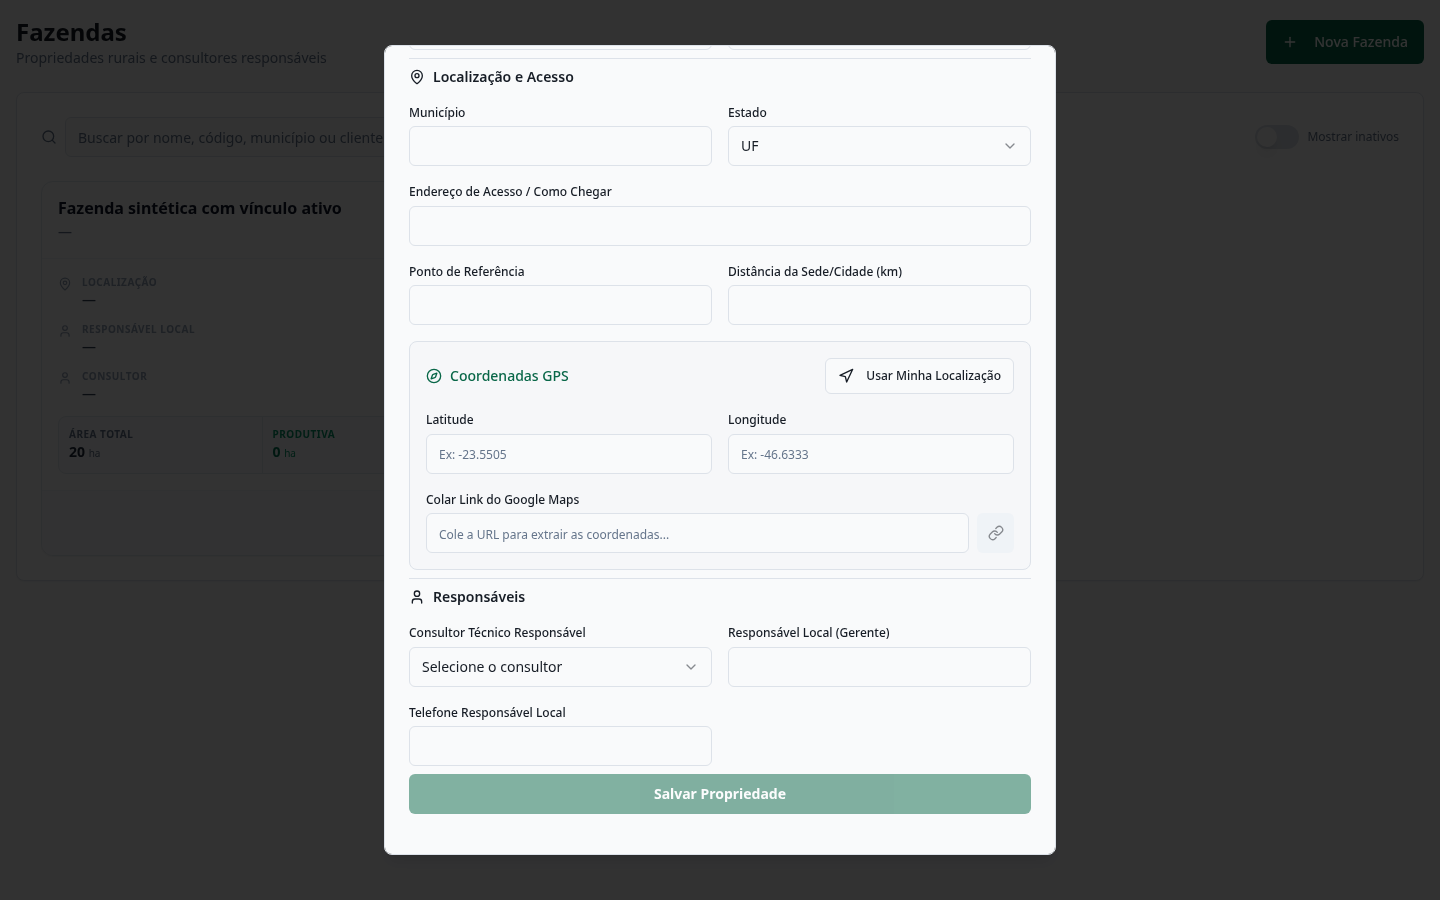 Fazendas
Propriedades rurais e consultores responsáveis
Nova Fazenda
Buscar por nome, código, município ou cliente
Mostrar inativos
Fazenda sintética com vínculo ativo
—
LOCALIZAÇÃO
—
RESPONSÁVEL LOCAL
—
CONSULTOR
—
ÁREA TOTAL
20 ha
PRODUTIVA
0 ha
Localização e Acesso
Município
Estado
UF
Endereço de Acesso / Como Chegar
Ponto de Referência
Distância da Sede/Cidade (km)
Coordenadas GPS
Usar Minha Localização
Latitude
Longitude
Ex: -23.5505
Ex: -46.6333
Colar Link do Google Maps
Cole a URL para extrair as coordenadas...
Responsáveis
Consultor Técnico Responsável
Responsável Local (Gerente)
Selecione o consultor
Telefone Responsável Local
Salvar Propriedade